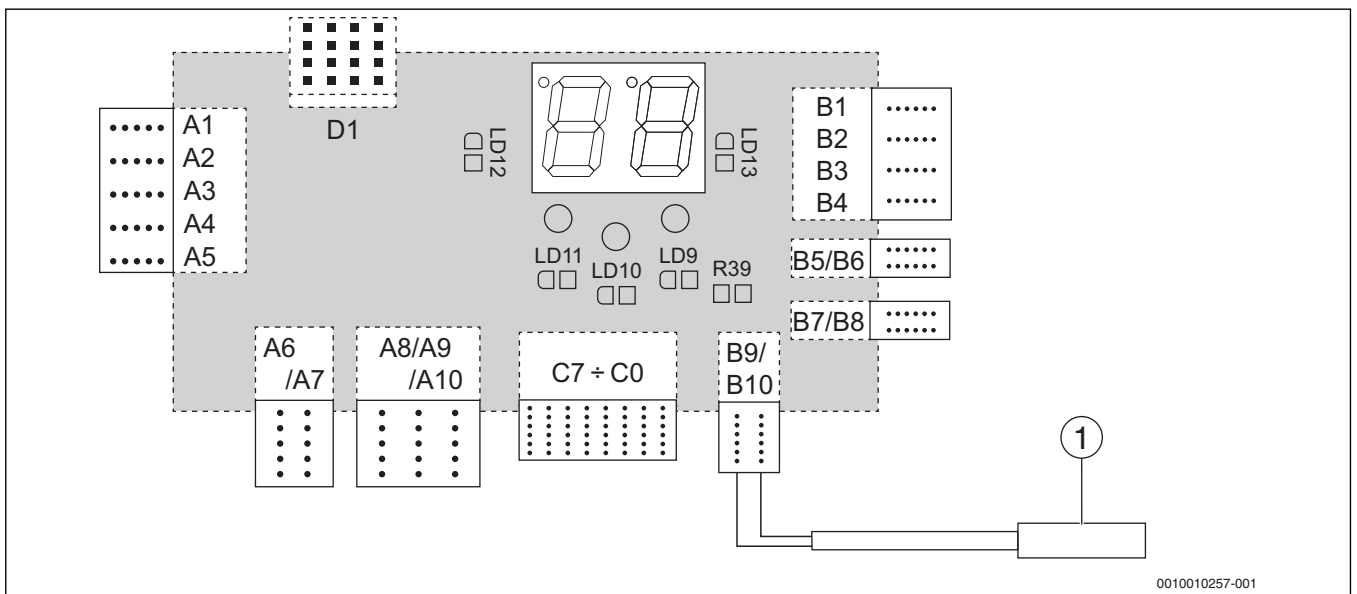 D1
A1
A2
A3
A4
A5
LD12
LD13
B1
B2
B3
B4
LD11
LD10
LD9
R39
B5/B6
B7/B8
A6
/A7
A8/A9
/A10
C7 ÷ C0
B9/
B10
1
0010010257-001